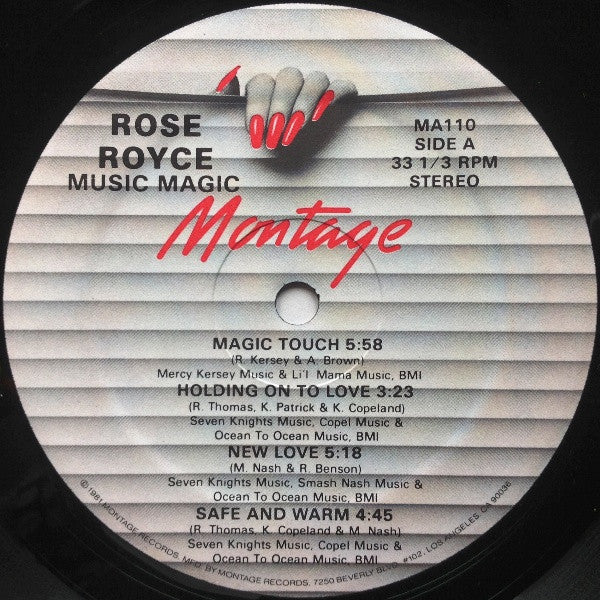 ROSE
ROYCE
MUSIC MAGIC
MA110
SIDE A
33 1/3 RPM
STEREO
Montage
MAGIC TOUCH 5:58
(R. Kersey & A. Brown)
Mercy Kersey Music & Li'l Mama Music, BMI
HOLDING ON TO LOVE 3:23
(R. Thomas, K. Patrick & K. Copeland)
Seven Knights Music, Copel Music &
Ocean To Ocean Music, BMI
NEW LOVE 5:18
(M. Nash & R. Benson)
Seven Knights Music, Smash Nash Music &
Ocean To Ocean Music, BMI
SAFE AND WARM 4:45
(R. Thomas, K. Copeland & M. Nash)
Seven Knights Music, Copel Music &
Ocean To Ocean Music, BMI
©1981 MONTAGE RECORDS. MFG. BY MONTAGE RECORDS, 7250 BEVERLY BLVD. #102, LOS ANGELES, CA 90036